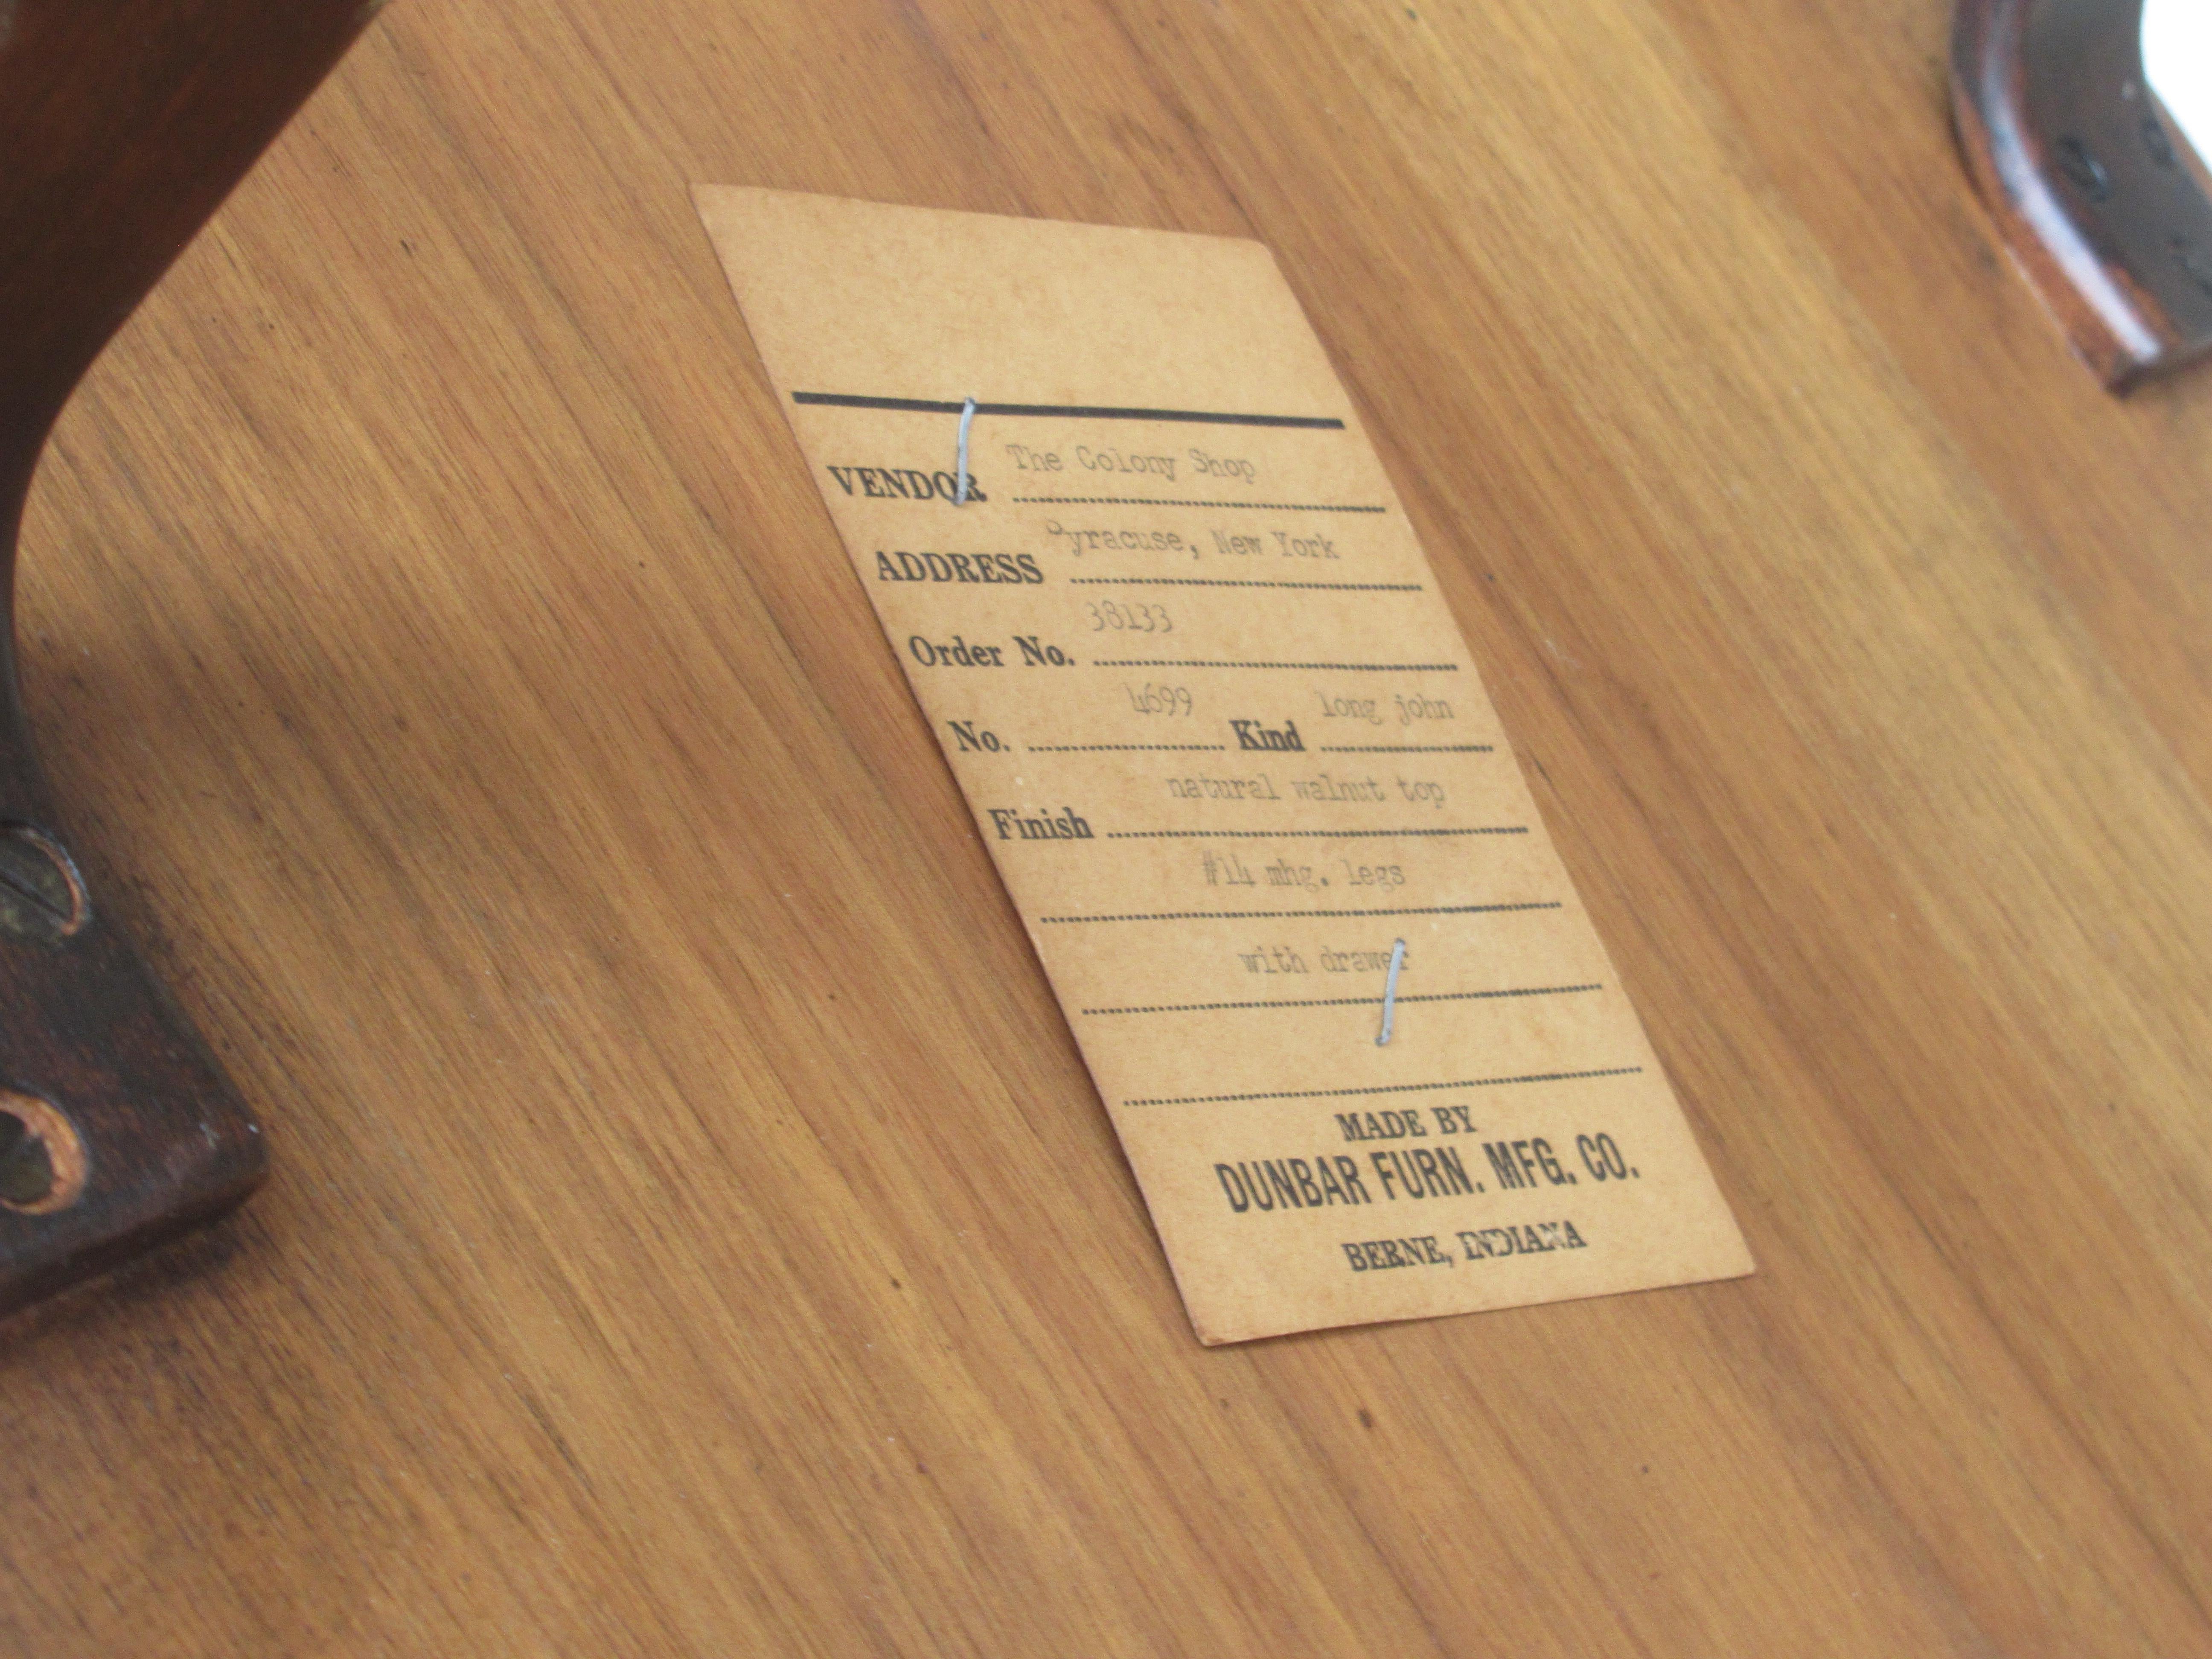 VENDOR The Colony Shop
ADDRESS Syracuse, New York
Order No. 38133
No. 4699 Kind long john
Finish natural walnut top
#14 mhg. legs
with drawer
MADE BY
DUNBAR FURN. MFG. CO.
BERNE, INDIANA